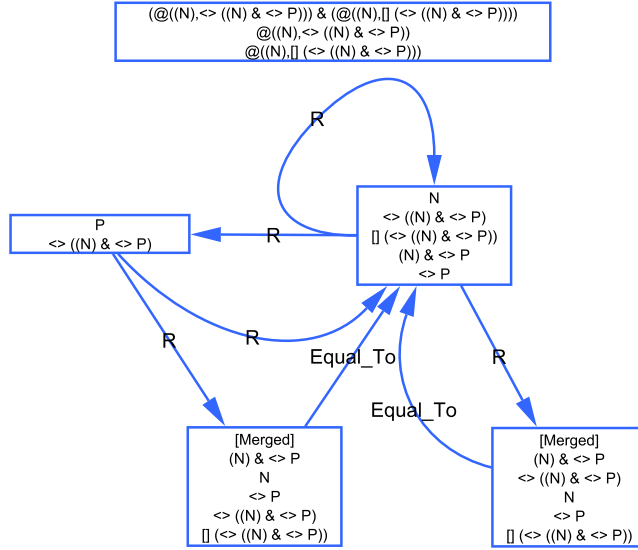 (@((N),<> ((N) & <> P))) & (@((N),[] (<> ((N) & <> P))))
@((N),<> ((N) & <> P))
@((N),[] (<> ((N) & <> P)))
R
N
<> ((N) & <> P)
[] (<> ((N) & <> P))
(N) & <> P
<> P
P
<> ((N) & <> P)
R
R
R
R
Equal_To
Equal_To
[Merged]
(N) & <> P
N
<> P
<> ((N) & <> P)
[] (<> ((N) & <> P))
[Merged]
(N) & <> P
<> ((N) & <> P)
N
<> P
[] (<> ((N) & <> P))